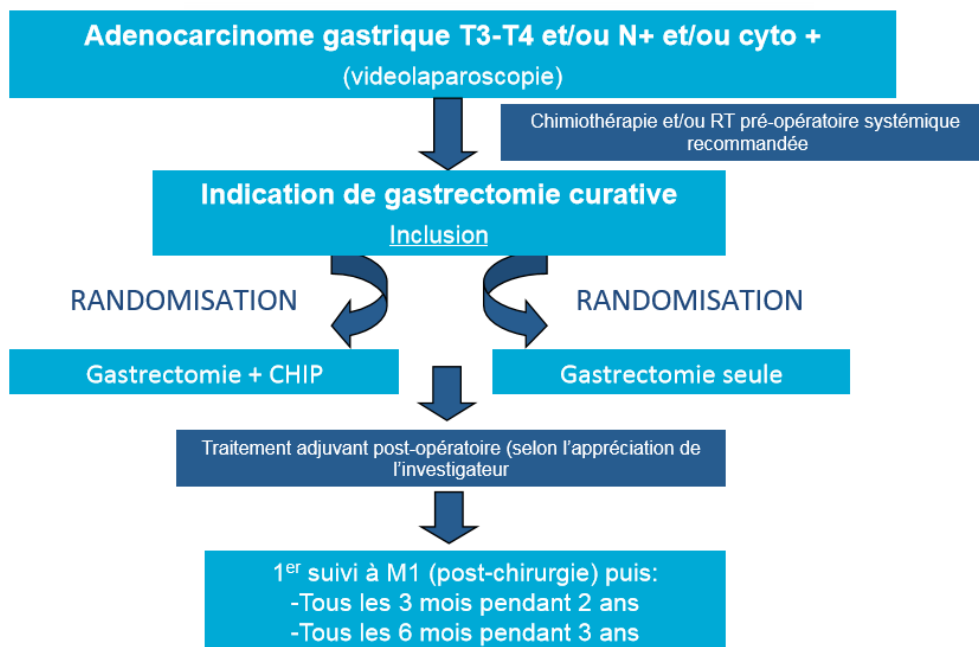 Adenocarcinome gastrique T3-T4 et/ou N+ et/ou cyto +
(videolaparoscopie)
Chimiothérapie et/ou RT pré-opératoire systémique
recommandée
Indication de gastrectomie curative
Inclusion
RANDOMISATION
RANDOMISATION
Gastrectomie + CHIP
Gastrectomie seule
Traitement adjuvant post-opératoire (selon l'appréciation de
l'investigateur
1er suivi à M1 (post-chirurgie) puis:
-Tous les 3 mois pendant 2 ans
-Tous les 6 mois pendant 3 ans